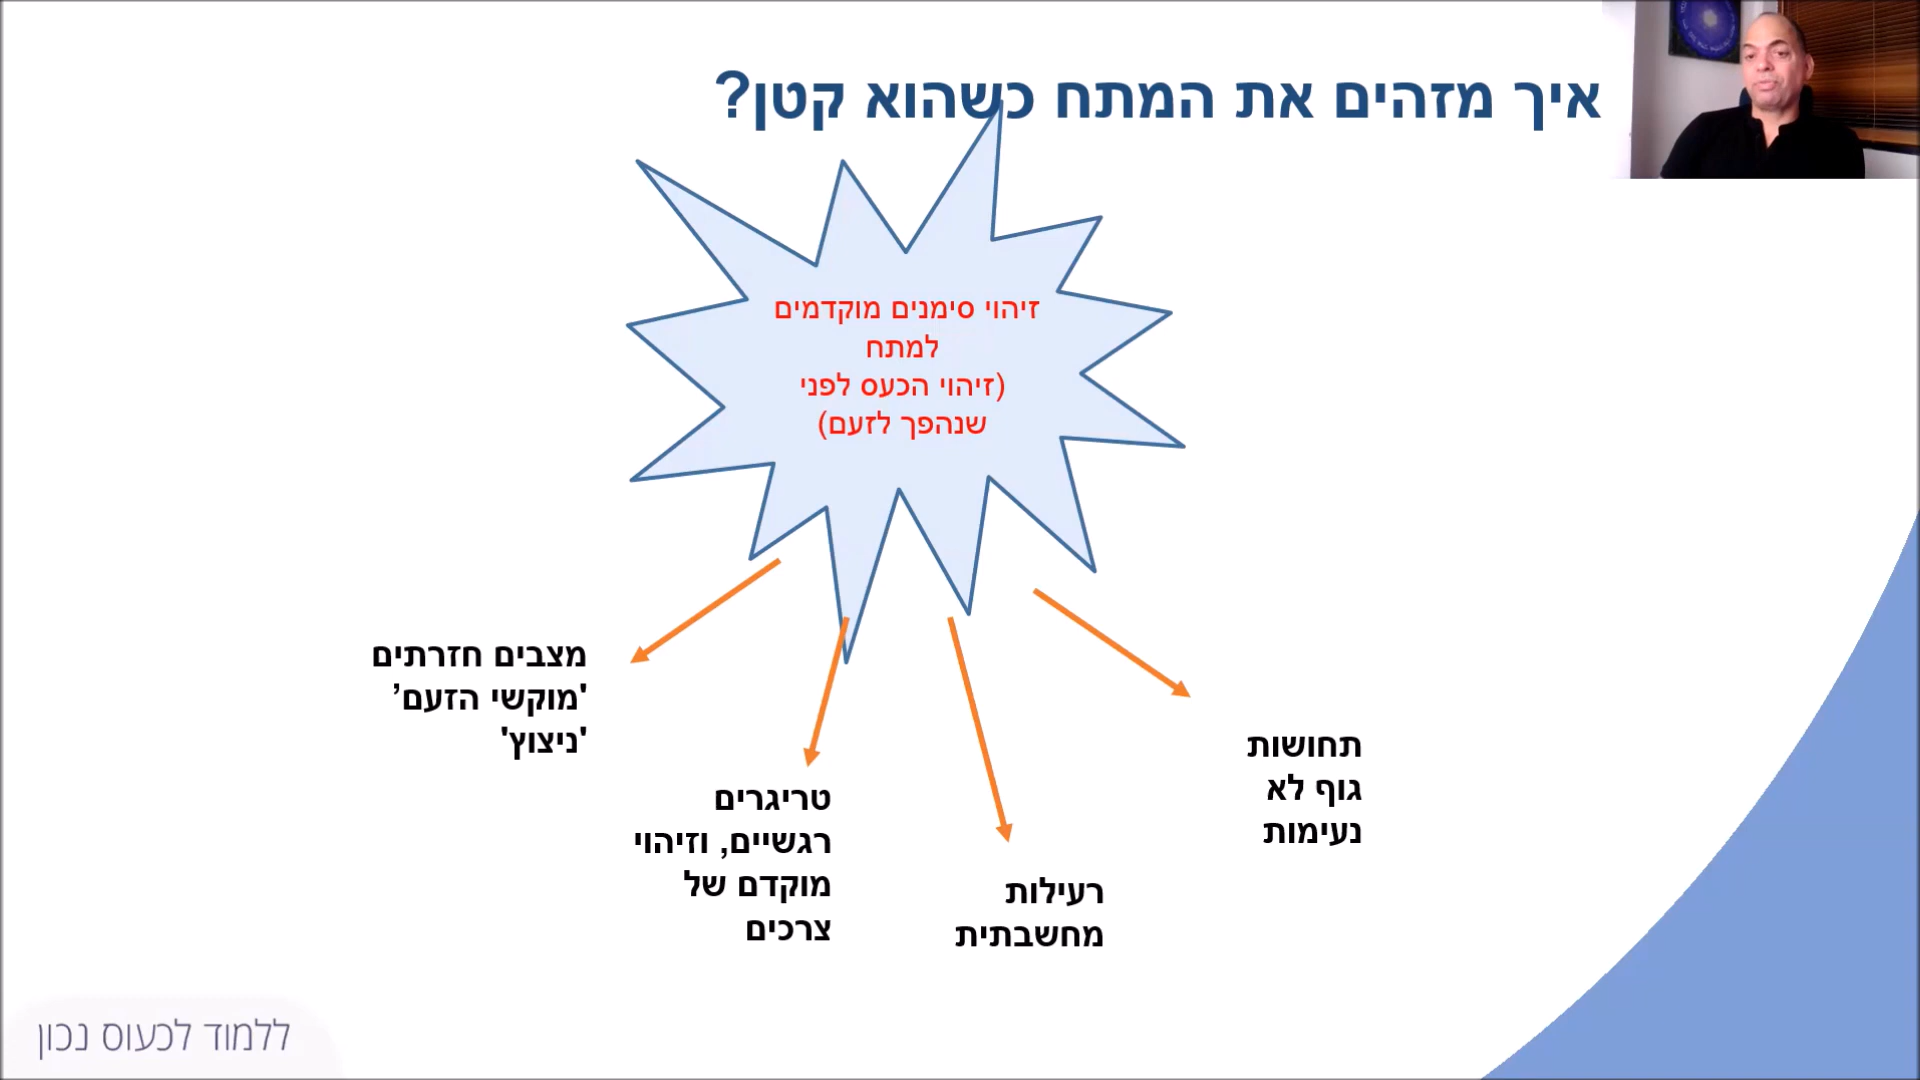 איך מזהים את המתח כשהוא קטן?
זיהוי סימנים מוקדמים
למתח
(זיהוי הכעס לפני
שנהפך לזעם)
תחושות
גוף לא
נעימות
רעילות
מחשבתית
טריגרים
רגשיים, וזיהוי
מוקדם של
צרכים
מצבים חזרתים
'מוקשי הזעם'
'ניצוץ'
ללמוד לכעוס נכון